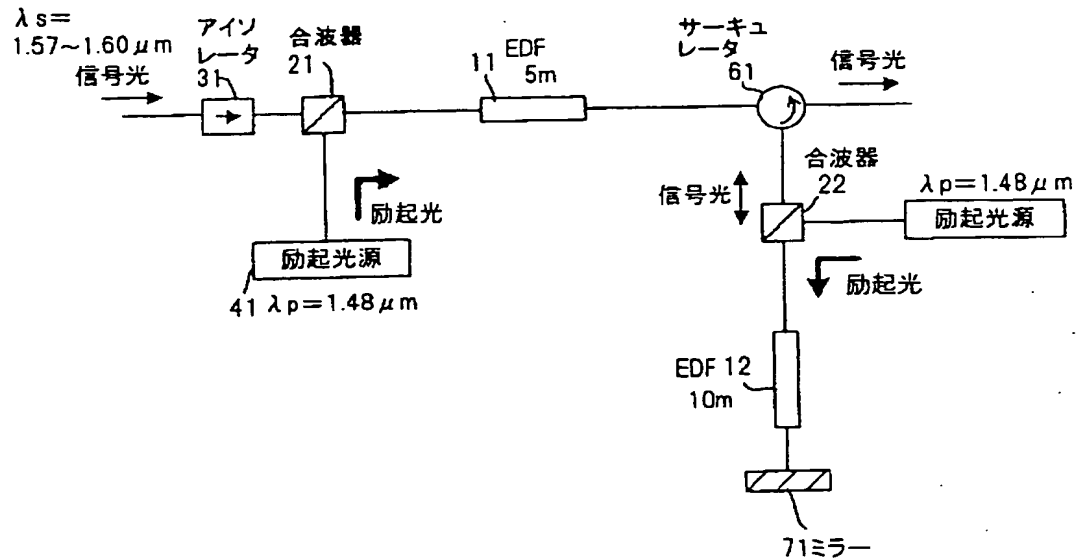 λs=
1.57~1.60μm
信号光
アイソ
レータ
31
合波器
21
11 EDF
5m
サーキュ
レータ
61
信号光
励起光
励起光源
41 λp=1.48μm
信号光
合波器
22
λp=1.48μm
励起光源
励起光
EDF 12
10m
71ミラー